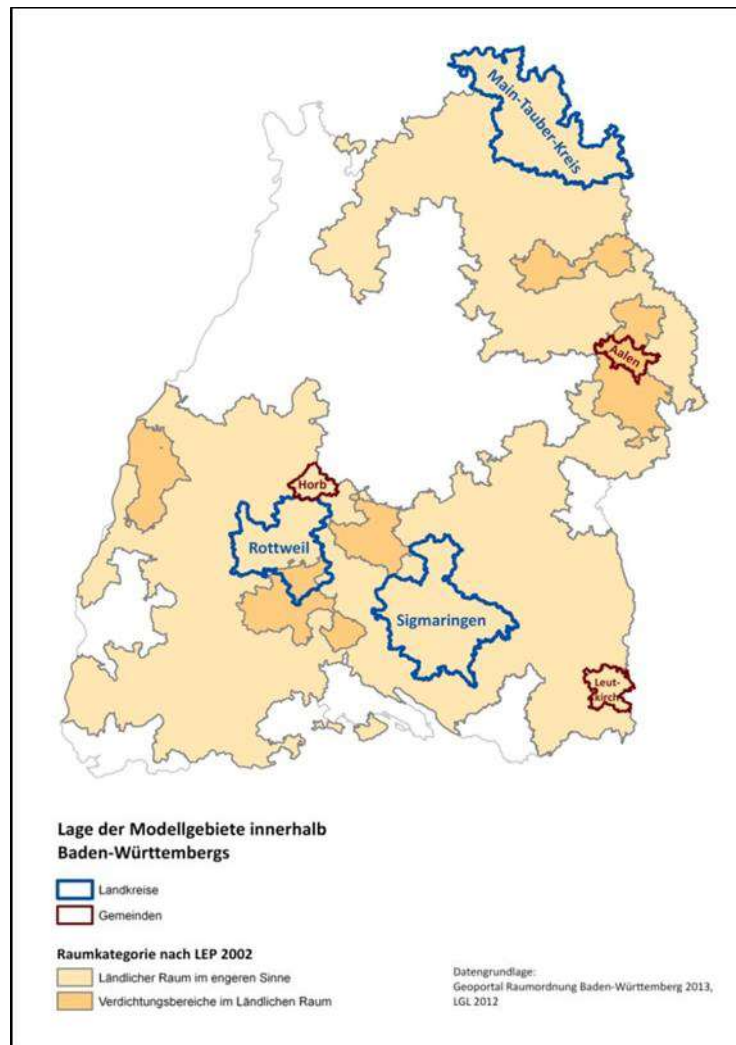 Main-Tauber-Kreis
Aalen
Horb
Rottweil
Sigmaringen
Leut-
kirch
Lage der Modellgebiete innerhalb
Baden-Württembergs
Landkreise
Gemeinden
Raumkategorie nach LEP 2002
Ländlicher Raum im engeren Sinne
Verdichtungsbereiche im Ländlichen Raum
Datengrundlage:
Geoportal Raumordnung Baden-Württemberg 2013,
LGL 2012